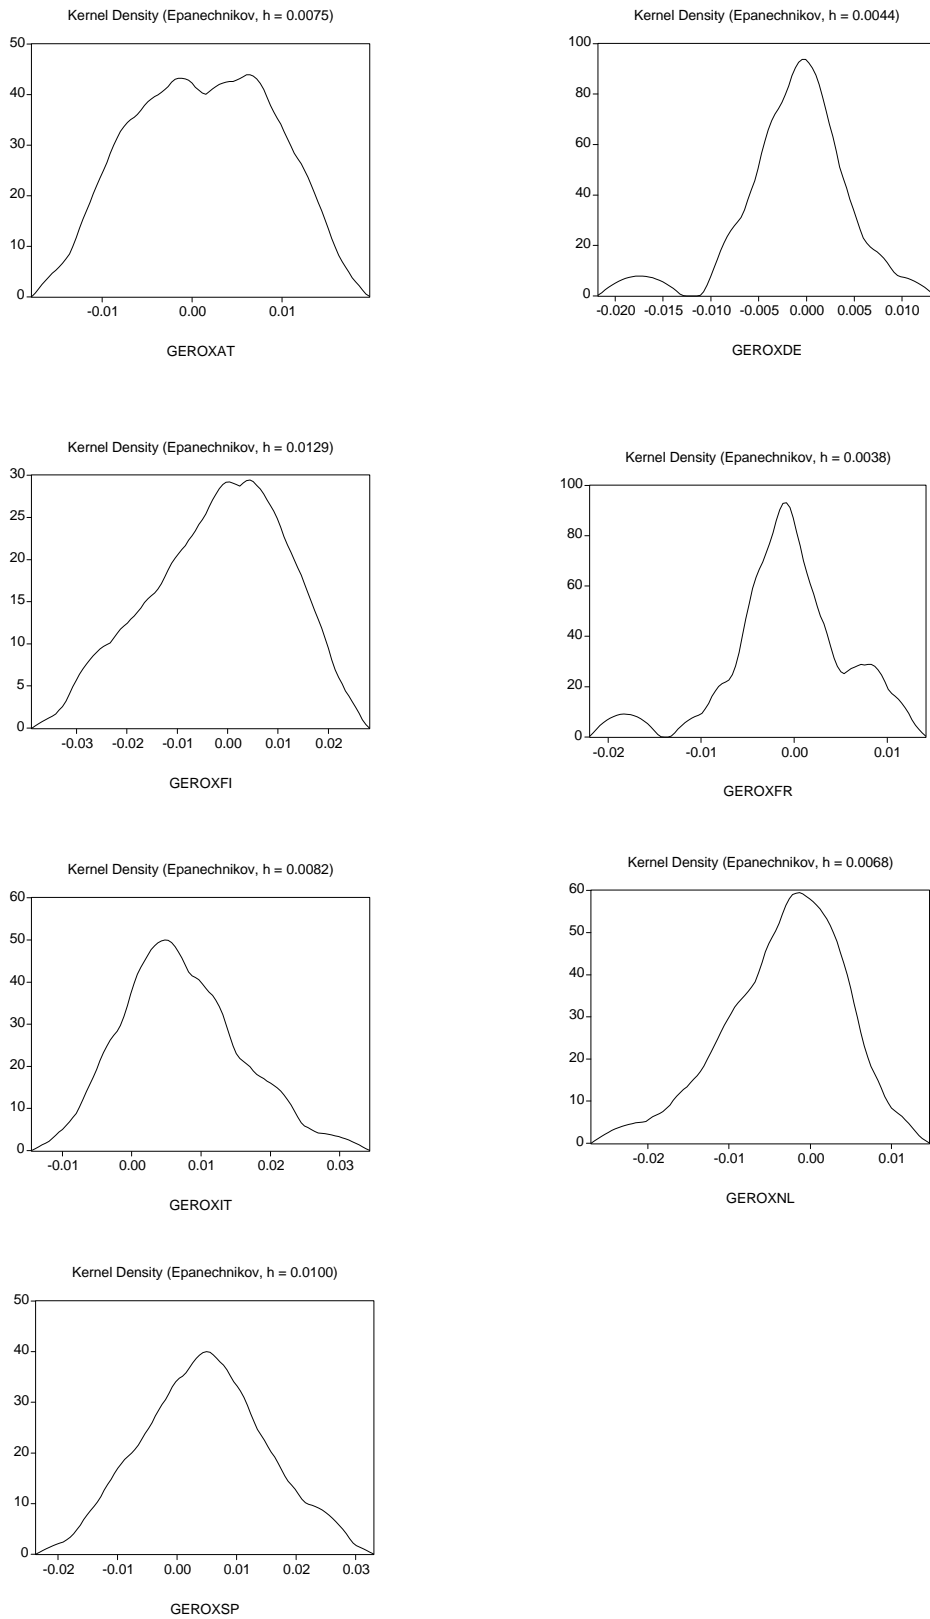 Kernel Density (Epanechnikov, h = 0.0075)
50
40
30
20
10
0
-0.01 0.00 0.01
GEROXAT
Kernel Density (Epanechnikov, h = 0.0044)
100
80
60
40
20
0
-0.020 -0.015 -0.010 -0.005 0.000 0.005 0.010
GEROXDE
Kernel Density (Epanechnikov, h = 0.0129)
30
25
20
15
10
5
0
-0.03 -0.02 -0.01 0.00 0.01 0.02
GEROXFI
Kernel Density (Epanechnikov, h = 0.0038)
100
80
60
40
20
0
-0.02 -0.01 0.00 0.01
GEROXFR
Kernel Density (Epanechnikov, h = 0.0082)
60
50
40
30
20
10
0
-0.01 0.00 0.01 0.02 0.03
GEROXIT
Kernel Density (Epanechnikov, h = 0.0068)
60
50
40
30
20
10
0
-0.02 -0.01 0.00 0.01
GEROXNL
Kernel Density (Epanechnikov, h = 0.0100)
50
40
30
20
10
0
-0.02 -0.01 0.00 0.01 0.02 0.03
GEROXSP